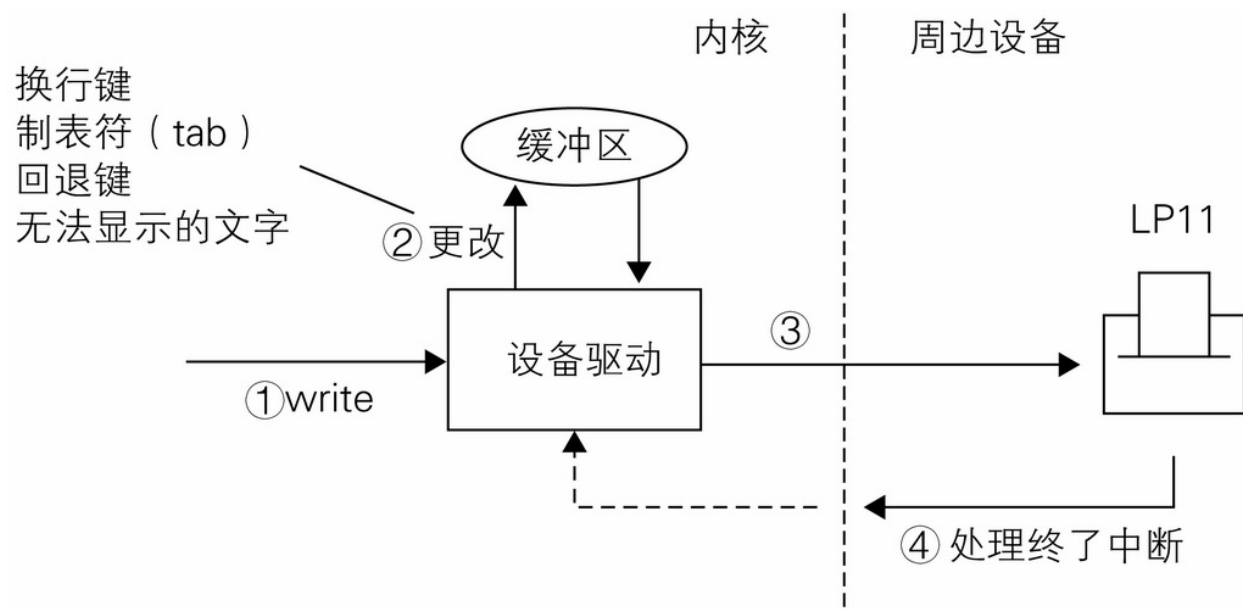 内核
周边设备
换行键
制表符（tab）
回退键
无法显示的文字
缓冲区
②更改
LP11
设备驱动
③
①write
④处理终了中断